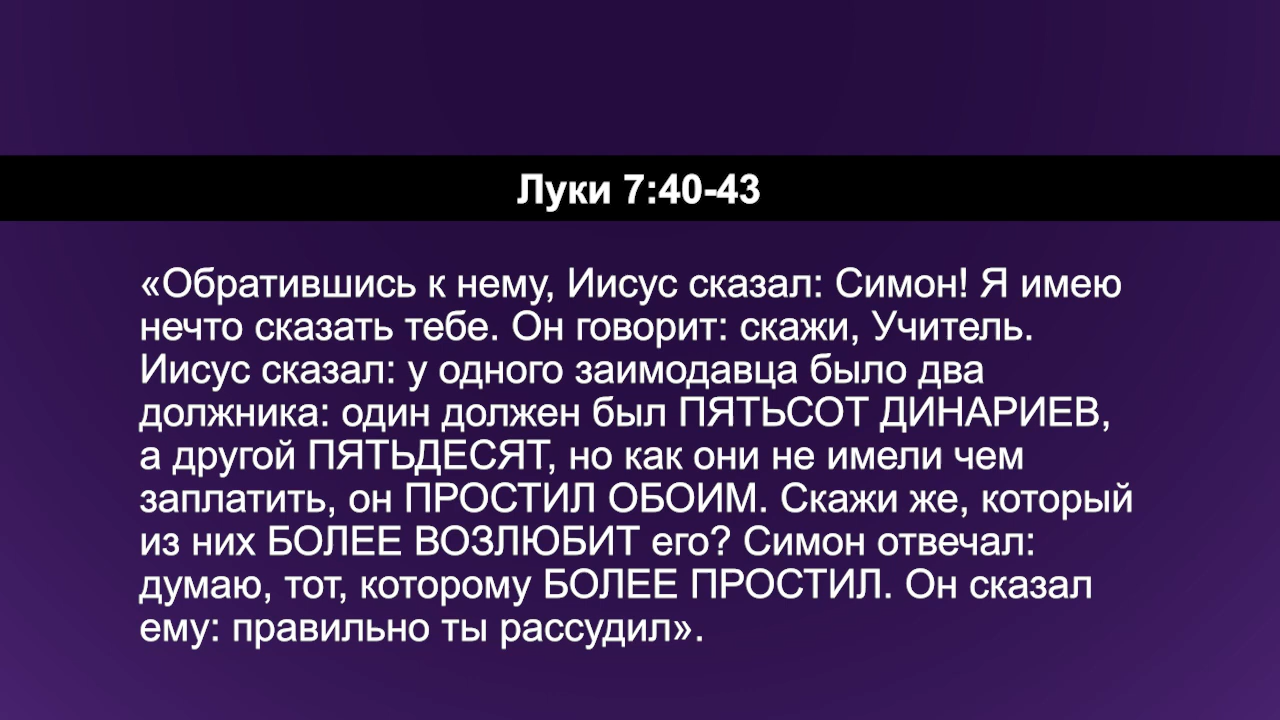 Луки 7:40-43
«Обратившись к нему, Иисус сказал: Симон! Я имею
нечто сказать тебе. Он говорит: скажи, Учитель.
Иисус сказал: у одного заимодавца было два
должника: один должен был ПЯТЬСОТ ДИНАРИЕВ,
а другой ПЯТЬДЕСЯТ, но как они не имели чем
заплатить, он ПРОСТИЛ ОБОИМ. Скажи же, который
из них БОЛЕЕ ВОЗЛЮБИТ его? Симон отвечал:
думаю, тот, которому БОЛЕЕ ПРОСТИЛ. Он сказал
ему: правильно ты рассудил».